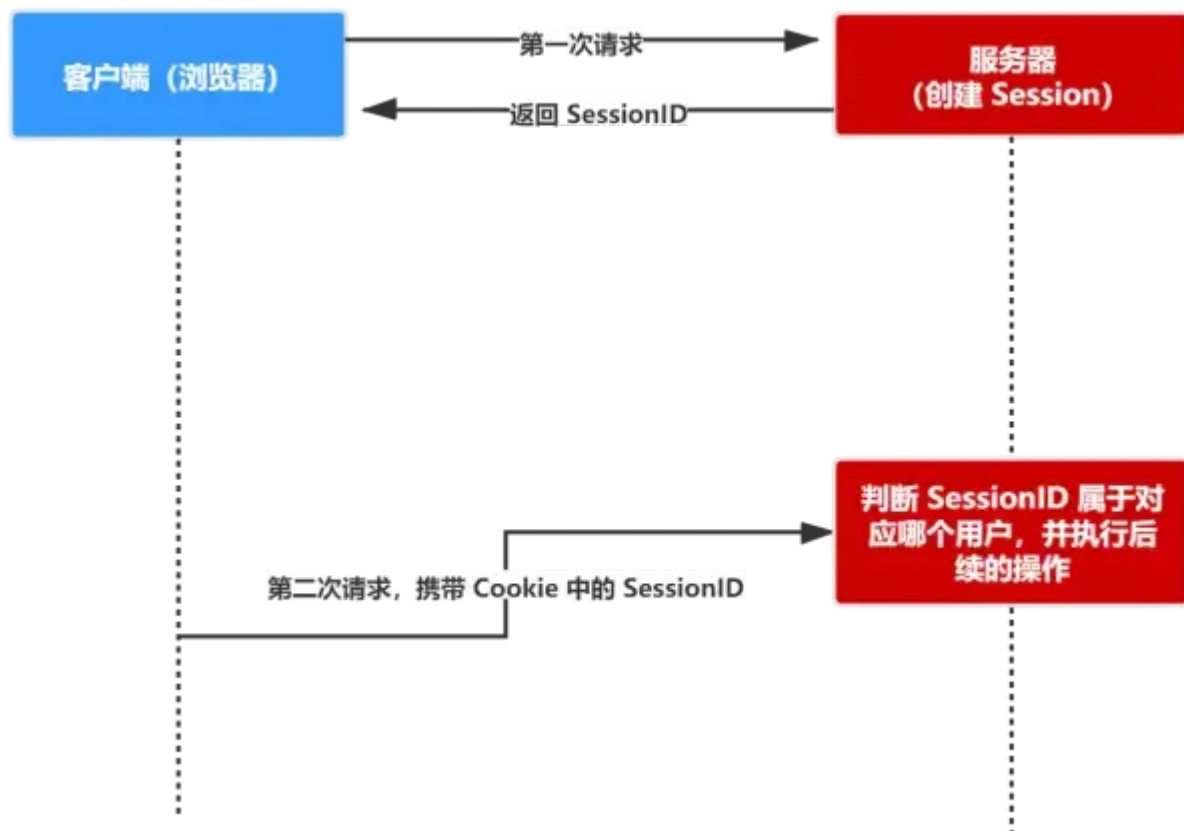 客户端（浏览器）
第一次请求
服务器
（创建 Session）
返回 SessionID
判断 SessionID 属于对
应哪个用户，并执行后
续的操作
第二次请求，携带 Cookie 中的 SessionID